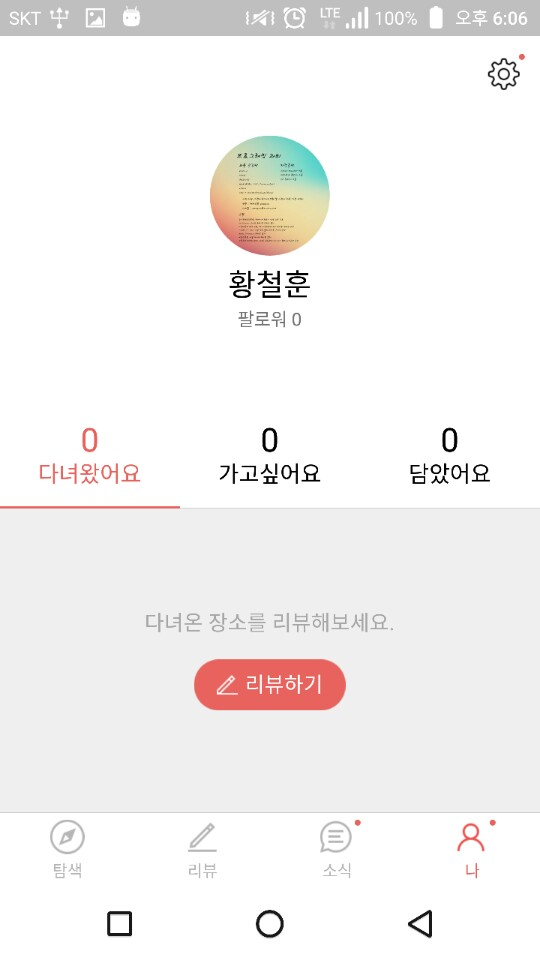 SKT LTE 100% 오후 6:06
황철훈
팔로워 0
0 0 0
다녀왔어요 가고싶어요 담았어요
다녀온 장소를 리뷰해보세요.
리뷰하기
탐색 리뷰 소식 나